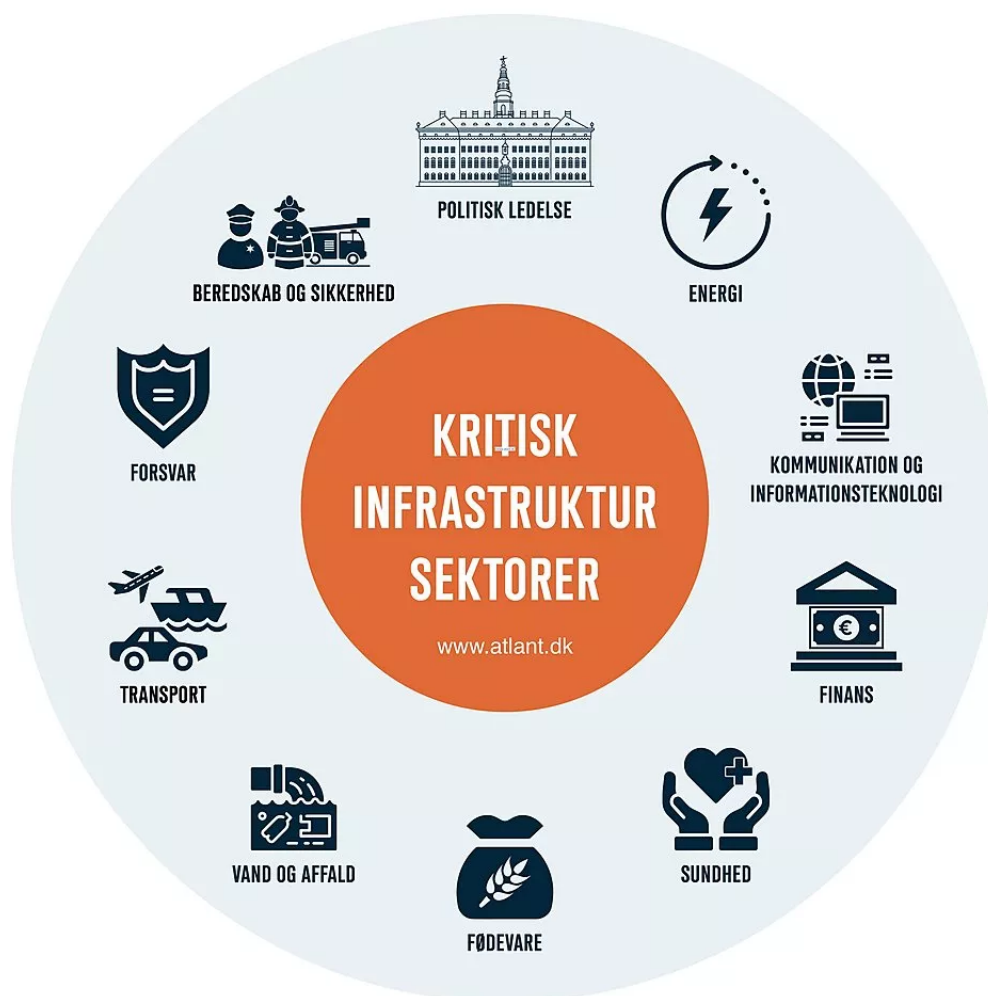 POLITISK LEDELSE
ENERGI
KOMMUNIKATION OG
INFORMATIONSTEKNOLOGI
FINANS
SUNDHED
FØDEVARE
VAND OG AFFALD
TRANSPORT
FORSVAR
BEREDSKAB OG SIKKERHED
KRITISK
INFRASTRUKTUR
SEKTORER
www.atlant.dk